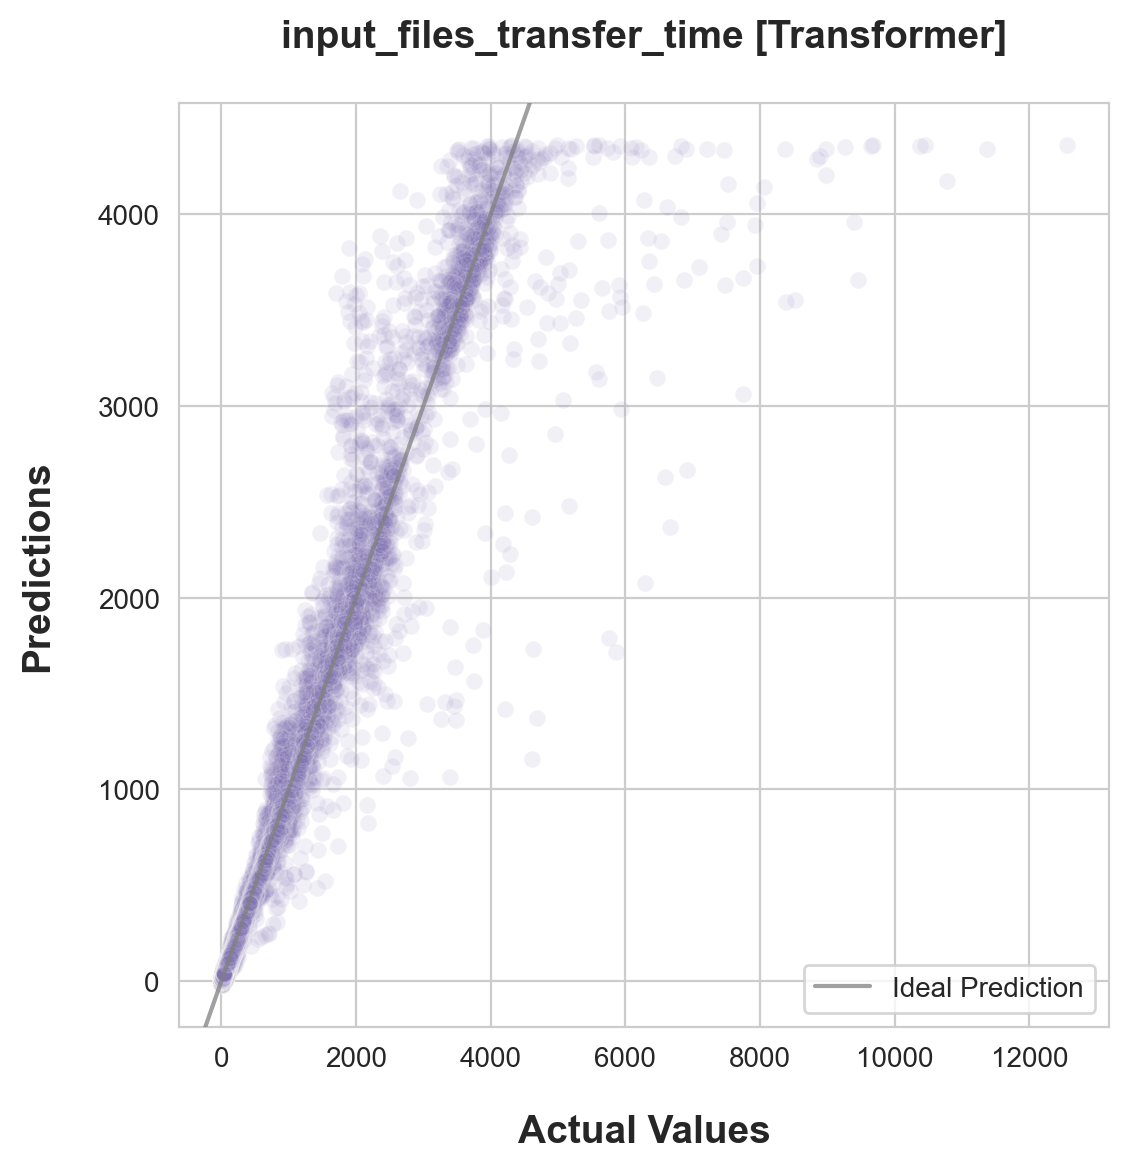 input_files_transfer_time [Transformer]
Predictions
4000
3000
2000
1000
0
Ideal Prediction
0 2000 4000 6000 8000 10000 12000
Actual Values